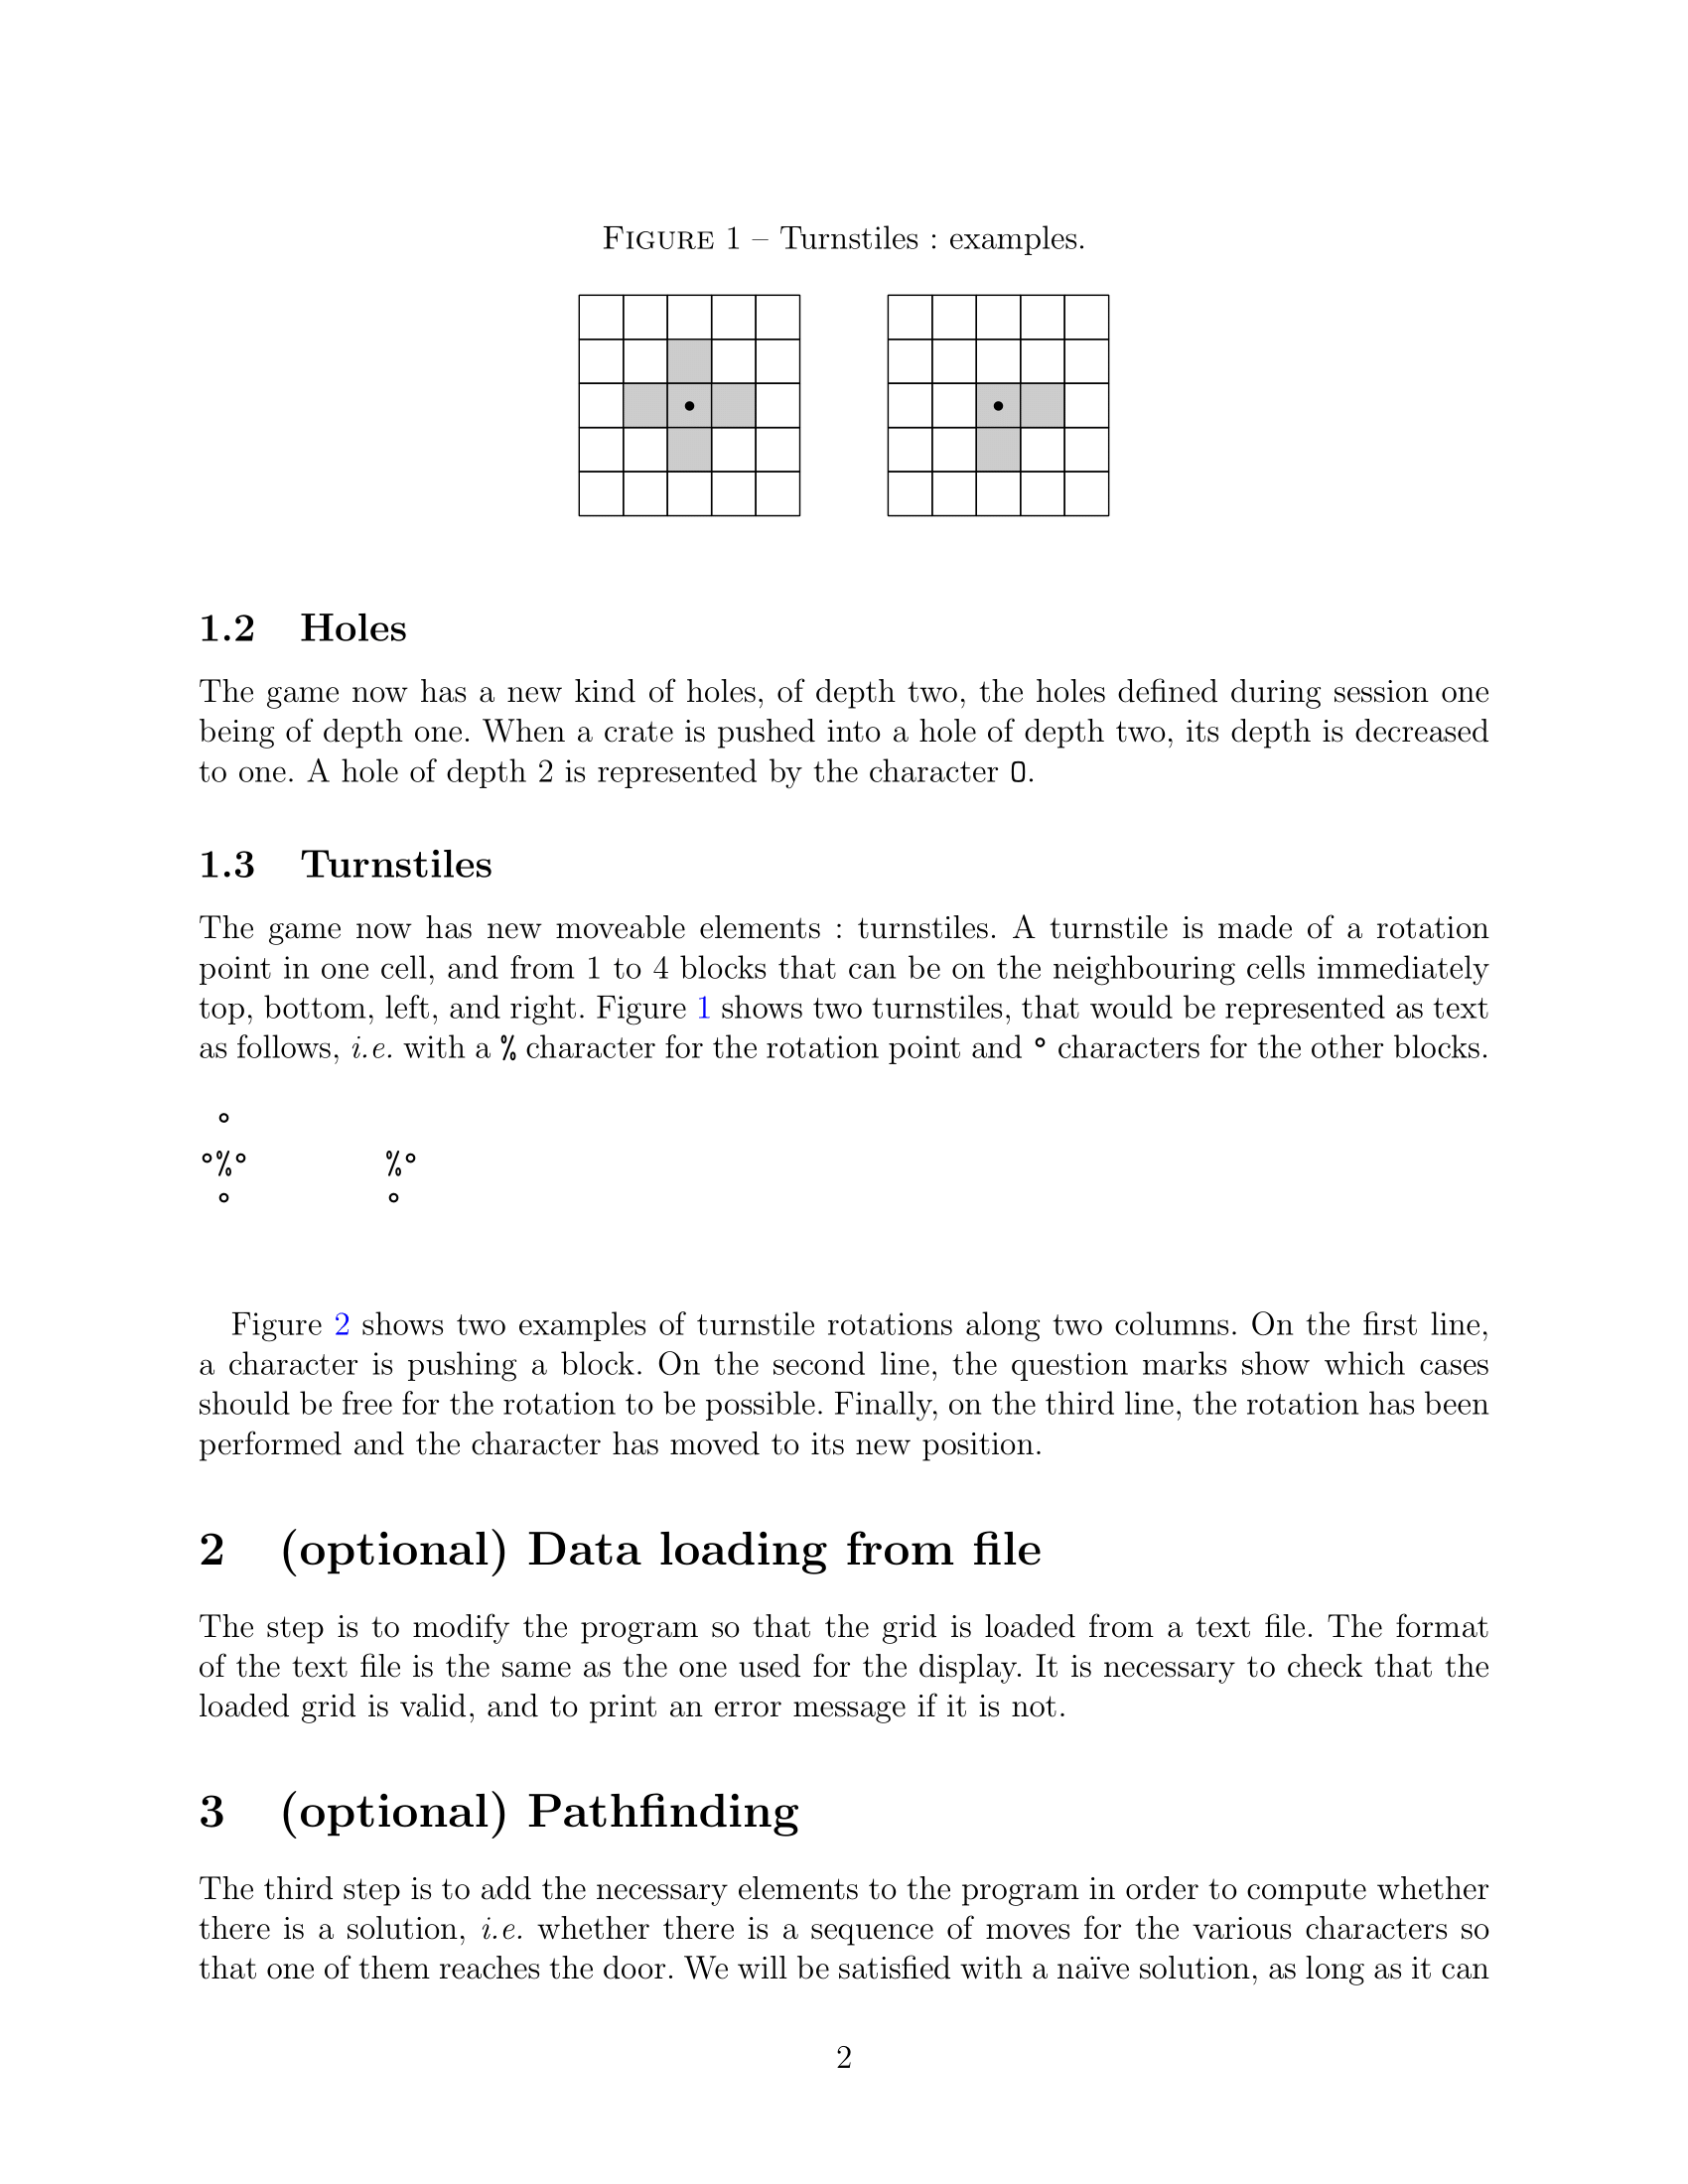 FIGURE 1 – Turnstiles : examples.
1.2 Holes
The game now has a new kind of holes, of depth two, the holes defined during session one
being of depth one. When a crate is pushed into a hole of depth two, its depth is decreased
to one. A hole of depth 2 is represented by the character O.
1.3 Turnstiles
The game now has new moveable elements : turnstiles. A turnstile is made of a rotation
point in one cell, and from 1 to 4 blocks that can be on the neighbouring cells immediately
top, bottom, left, and right. Figure 1 shows two turnstiles, that would be represented as text
as follows, i.e. with a % character for the rotation point and ° characters for the other blocks.
 °
°%°        %°
 °         °
Figure 2 shows two examples of turnstile rotations along two columns. On the first line,
a character is pushing a block. On the second line, the question marks show which cases
should be free for the rotation to be possible. Finally, on the third line, the rotation has been
performed and the character has moved to its new position.
2 (optional) Data loading from file
The step is to modify the program so that the grid is loaded from a text file. The format
of the text file is the same as the one used for the display. It is necessary to check that the
loaded grid is valid, and to print an error message if it is not.
3 (optional) Pathfinding
The third step is to add the necessary elements to the program in order to compute whether
there is a solution, i.e. whether there is a sequence of moves for the various characters so
that one of them reaches the door. We will be satisfied with a naïve solution, as long as it can
2